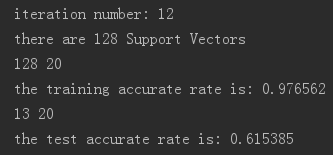 iteration number: 12
there are 128 Support Vectors
128 20
the training accurate rate is: 0.976562
13 20
the test accurate rate is: 0.615385